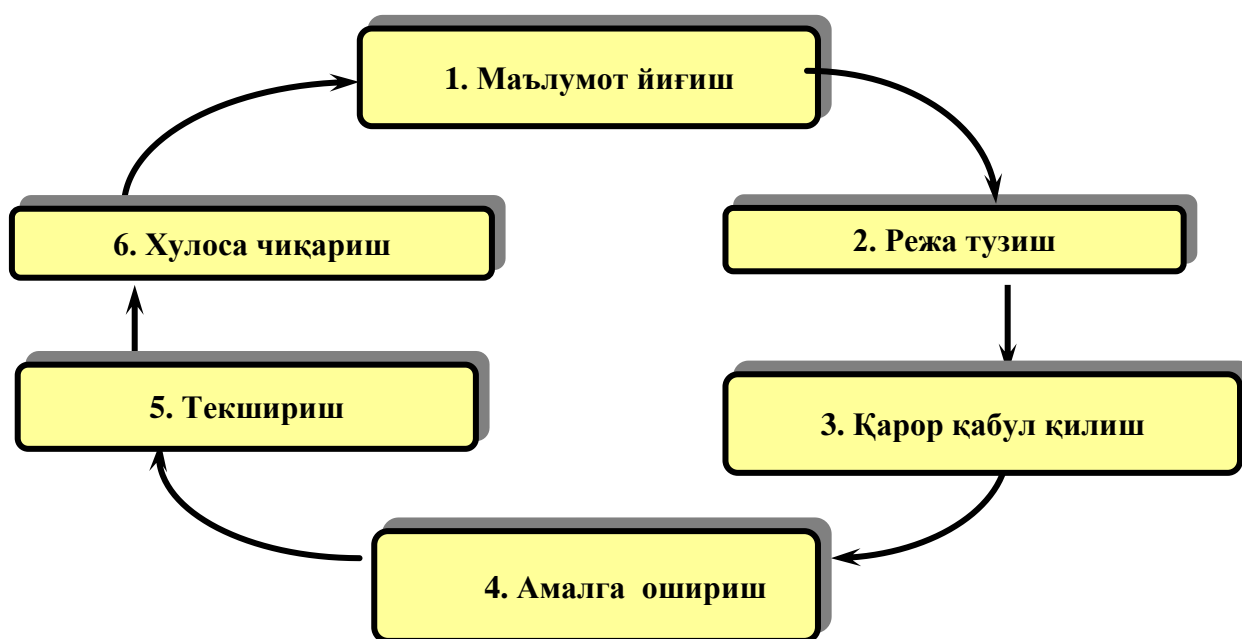 1. Маълумот йиғиш
2. Режа тузиш
3. Қарор қабул қилиш
4. Амалга  ошириш
5. Текшириш
6. Хулоса чиқариш